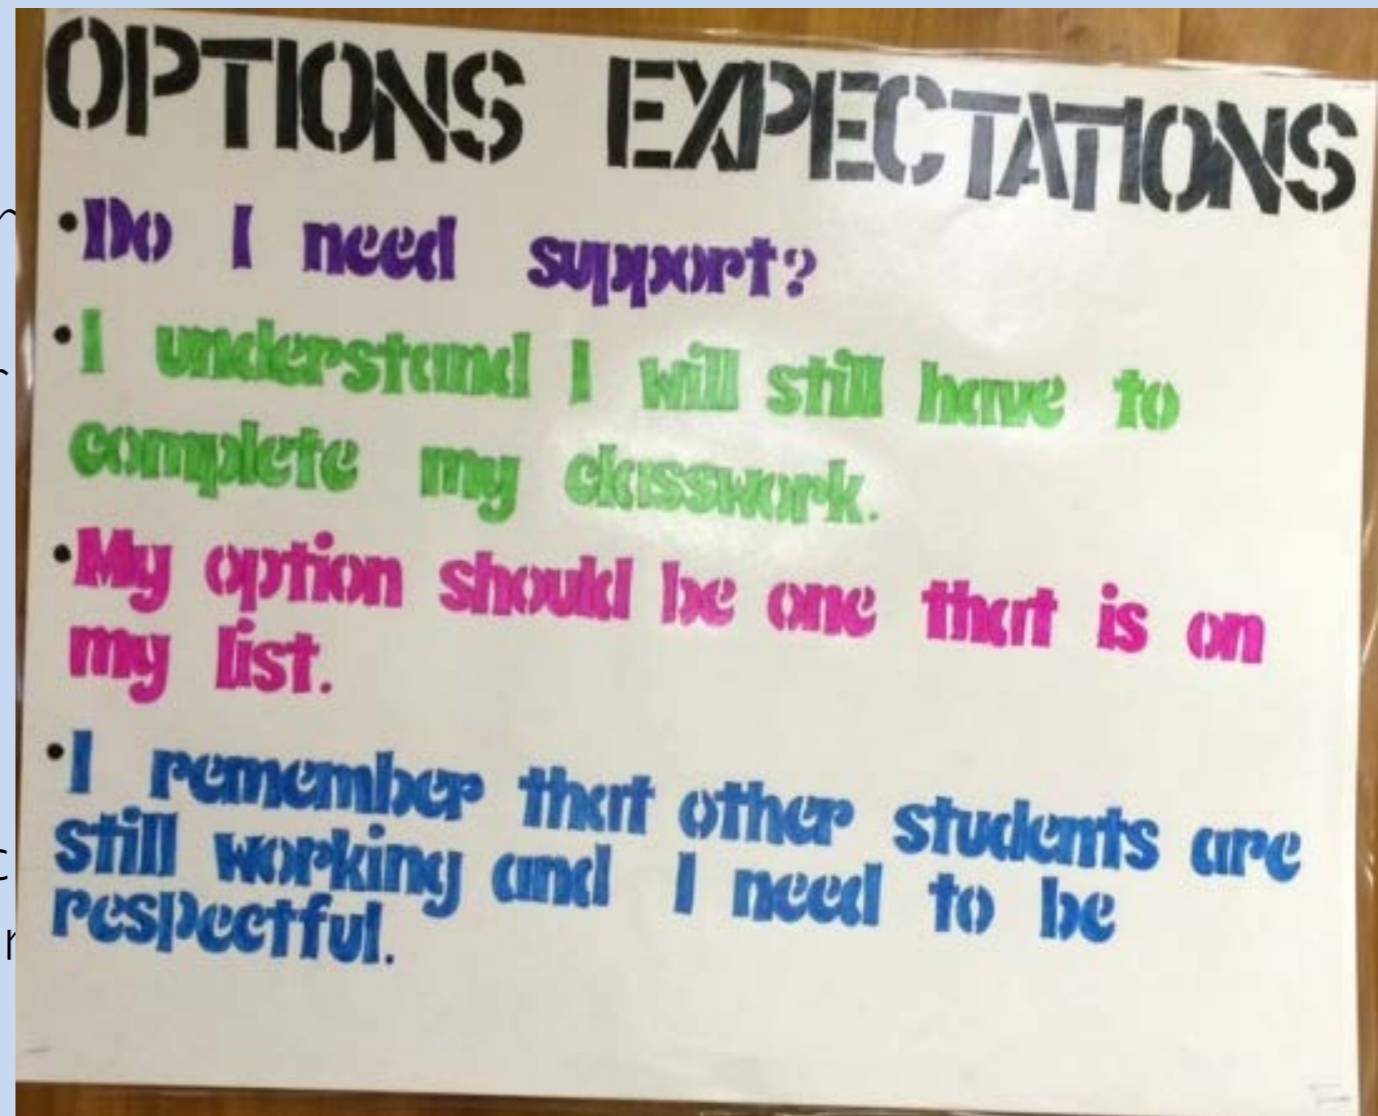 OPTIONS EXPECTATIONS
•Do I need support?
•I understand I will still have to
complete my classwork.
•My option should be one that is on
my list.
•I remember that other students are
still working and I need to be
respectful.